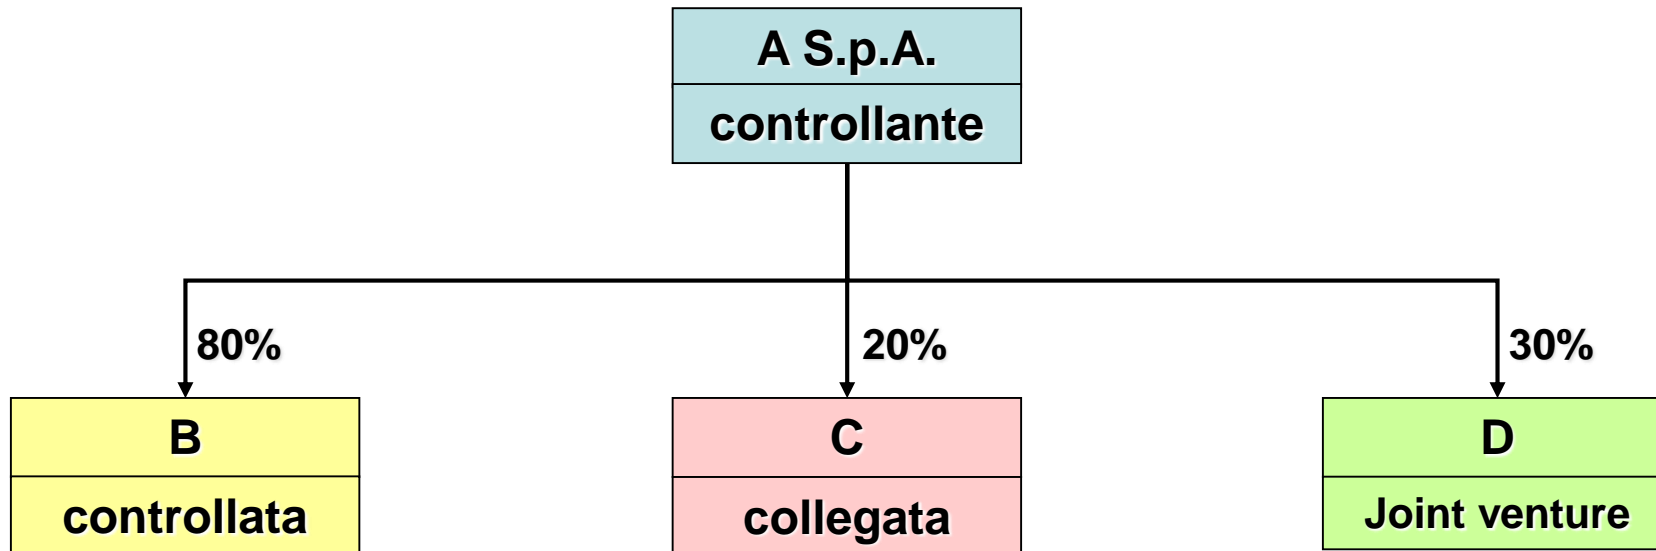 A S.p.A.
controllante
80%
20%
30%
B
C
D
controllata
collegata
Joint venture